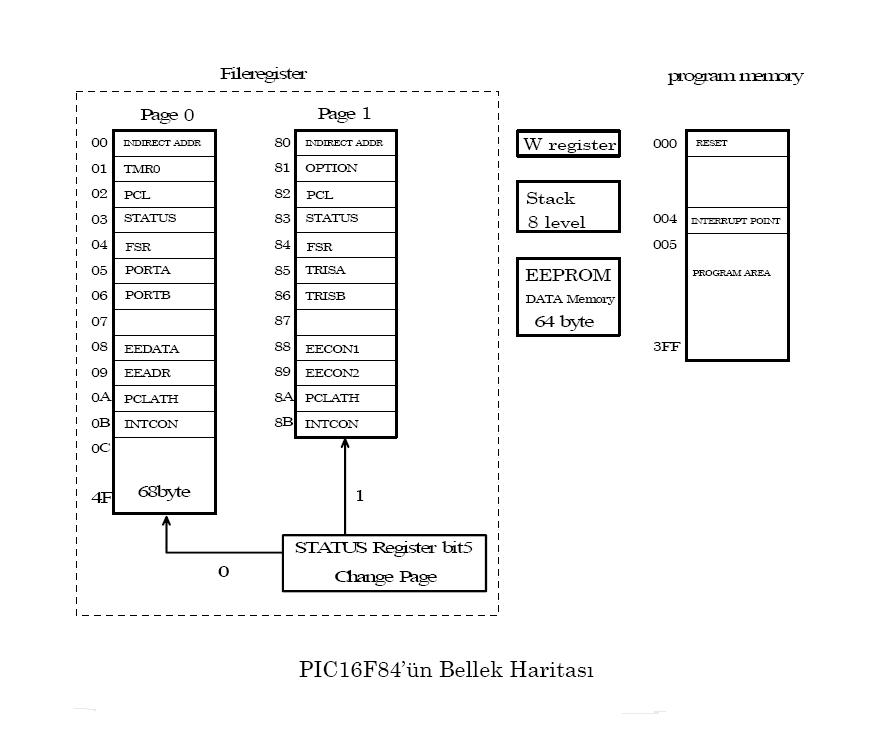 Fileregister
program memory
Page 0
Page 1
00 INDIRECT ADDR
01 TMR0
02 PCL
03 STATUS
04 FSR
05 PORTA
06 PORTB
07
08 EEDATA
09 EEADR
0A PCLATH
0B INTCON
0C
4F 68byte
80 INDIRECT ADDR
81 OPTION
82 PCL
83 STATUS
84 FSR
85 TRISA
86 TRISB
87
88 EECON1
89 EECON2
8A PCLATH
8B INTCON
W register
Stack
8 level
EEPROM
DATA Memory
64 byte
000 RESET
004 INTERRUPT POINT
005
PROGRAM AREA
3FF
1
0
STATUS Register bit5
Change Page
PIC16F84’ün Bellek Haritası